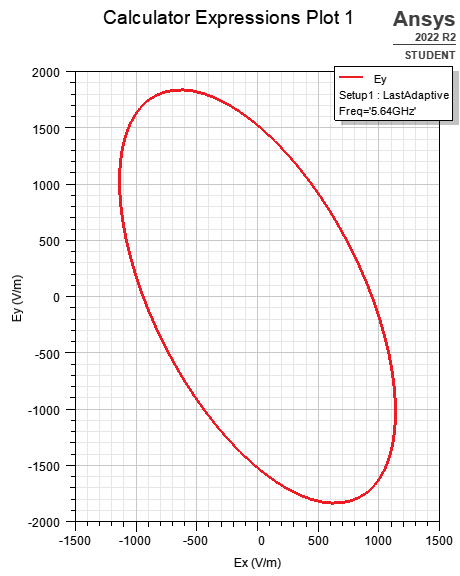 Calculator Expressions Plot 1
Ansys
2022 R2
STUDENT
Ey
Setup1 : LastAdaptive
Freq='5.64GHz'
2000
1500
1000
500
0
-500
-1000
-1500
-2000
Ey (V/m)
-1500 -1000 -500 0 500 1000 1500
Ex (V/m)